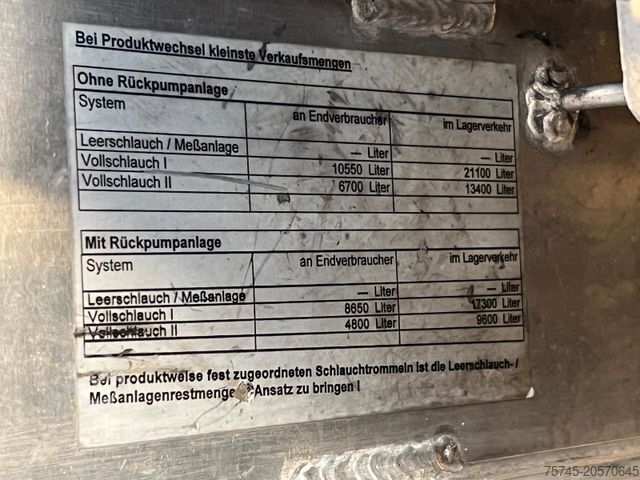 Bei Produktwechsel kleinste Verkaufsmengen
Ohne Rückpumpanlage
System an Endverbraucher im Lagerverkehr
Leerschlauch / Meßanlage — Liter — Liter
Vollschlauch I 10550 Liter 21100 Liter
Vollschlauch II 6700 Liter 13400 Liter
Mit Rückpumpanlage
System an Endverbraucher im Lagerverkehr
Leerschlauch / Meßanlage — Liter — Liter
Vollschlauch I 8650 Liter 17300 Liter
Vollschlauch II 4800 Liter 9600 Liter
Bei produktweise fest zugeordneten Schlauchtrommeln ist die Leerschlauch- /
Meßanlagenrestmenge Ansatz zu bringen !
75745-20570645